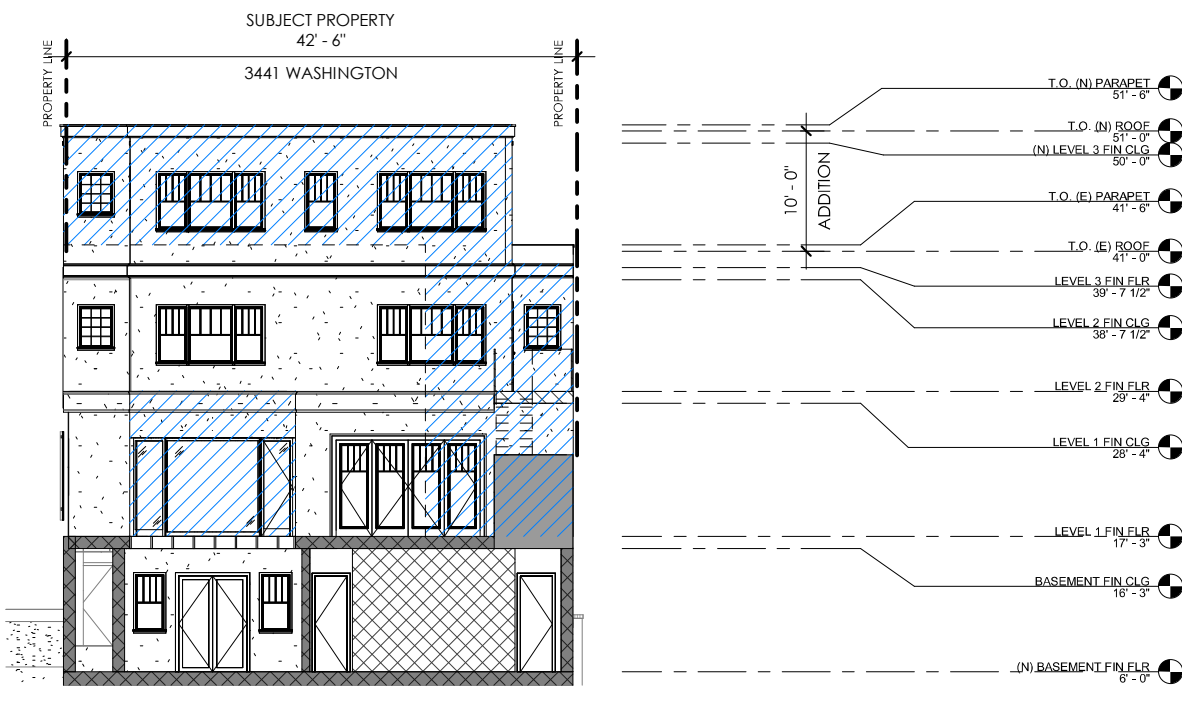 SUBJECT PROPERTY
42' - 6"
3441 WASHINGTON
PROPERTY LINE
PROPERTY LINE
T.O. (N) PARAPET
51' - 6"
T.O. (N) ROOF
51' - 0"
(N) LEVEL 3 FIN CLG
50' - 0"
10' - 0"
ADDITION
T.O. (E) PARAPET
41' - 6"
T.O. (E) ROOF
41' - 0"
LEVEL 3 FIN FLR
39' - 7 1/2"
LEVEL 2 FIN CLG
38' - 7 1/2"
LEVEL 2 FIN FLR
29' - 4"
LEVEL 1 FIN CLG
28' - 4"
LEVEL 1 FIN FLR
17' - 3"
BASEMENT FIN CLG
16' - 3"
(N) BASEMENT FIN FLR
6' - 0"